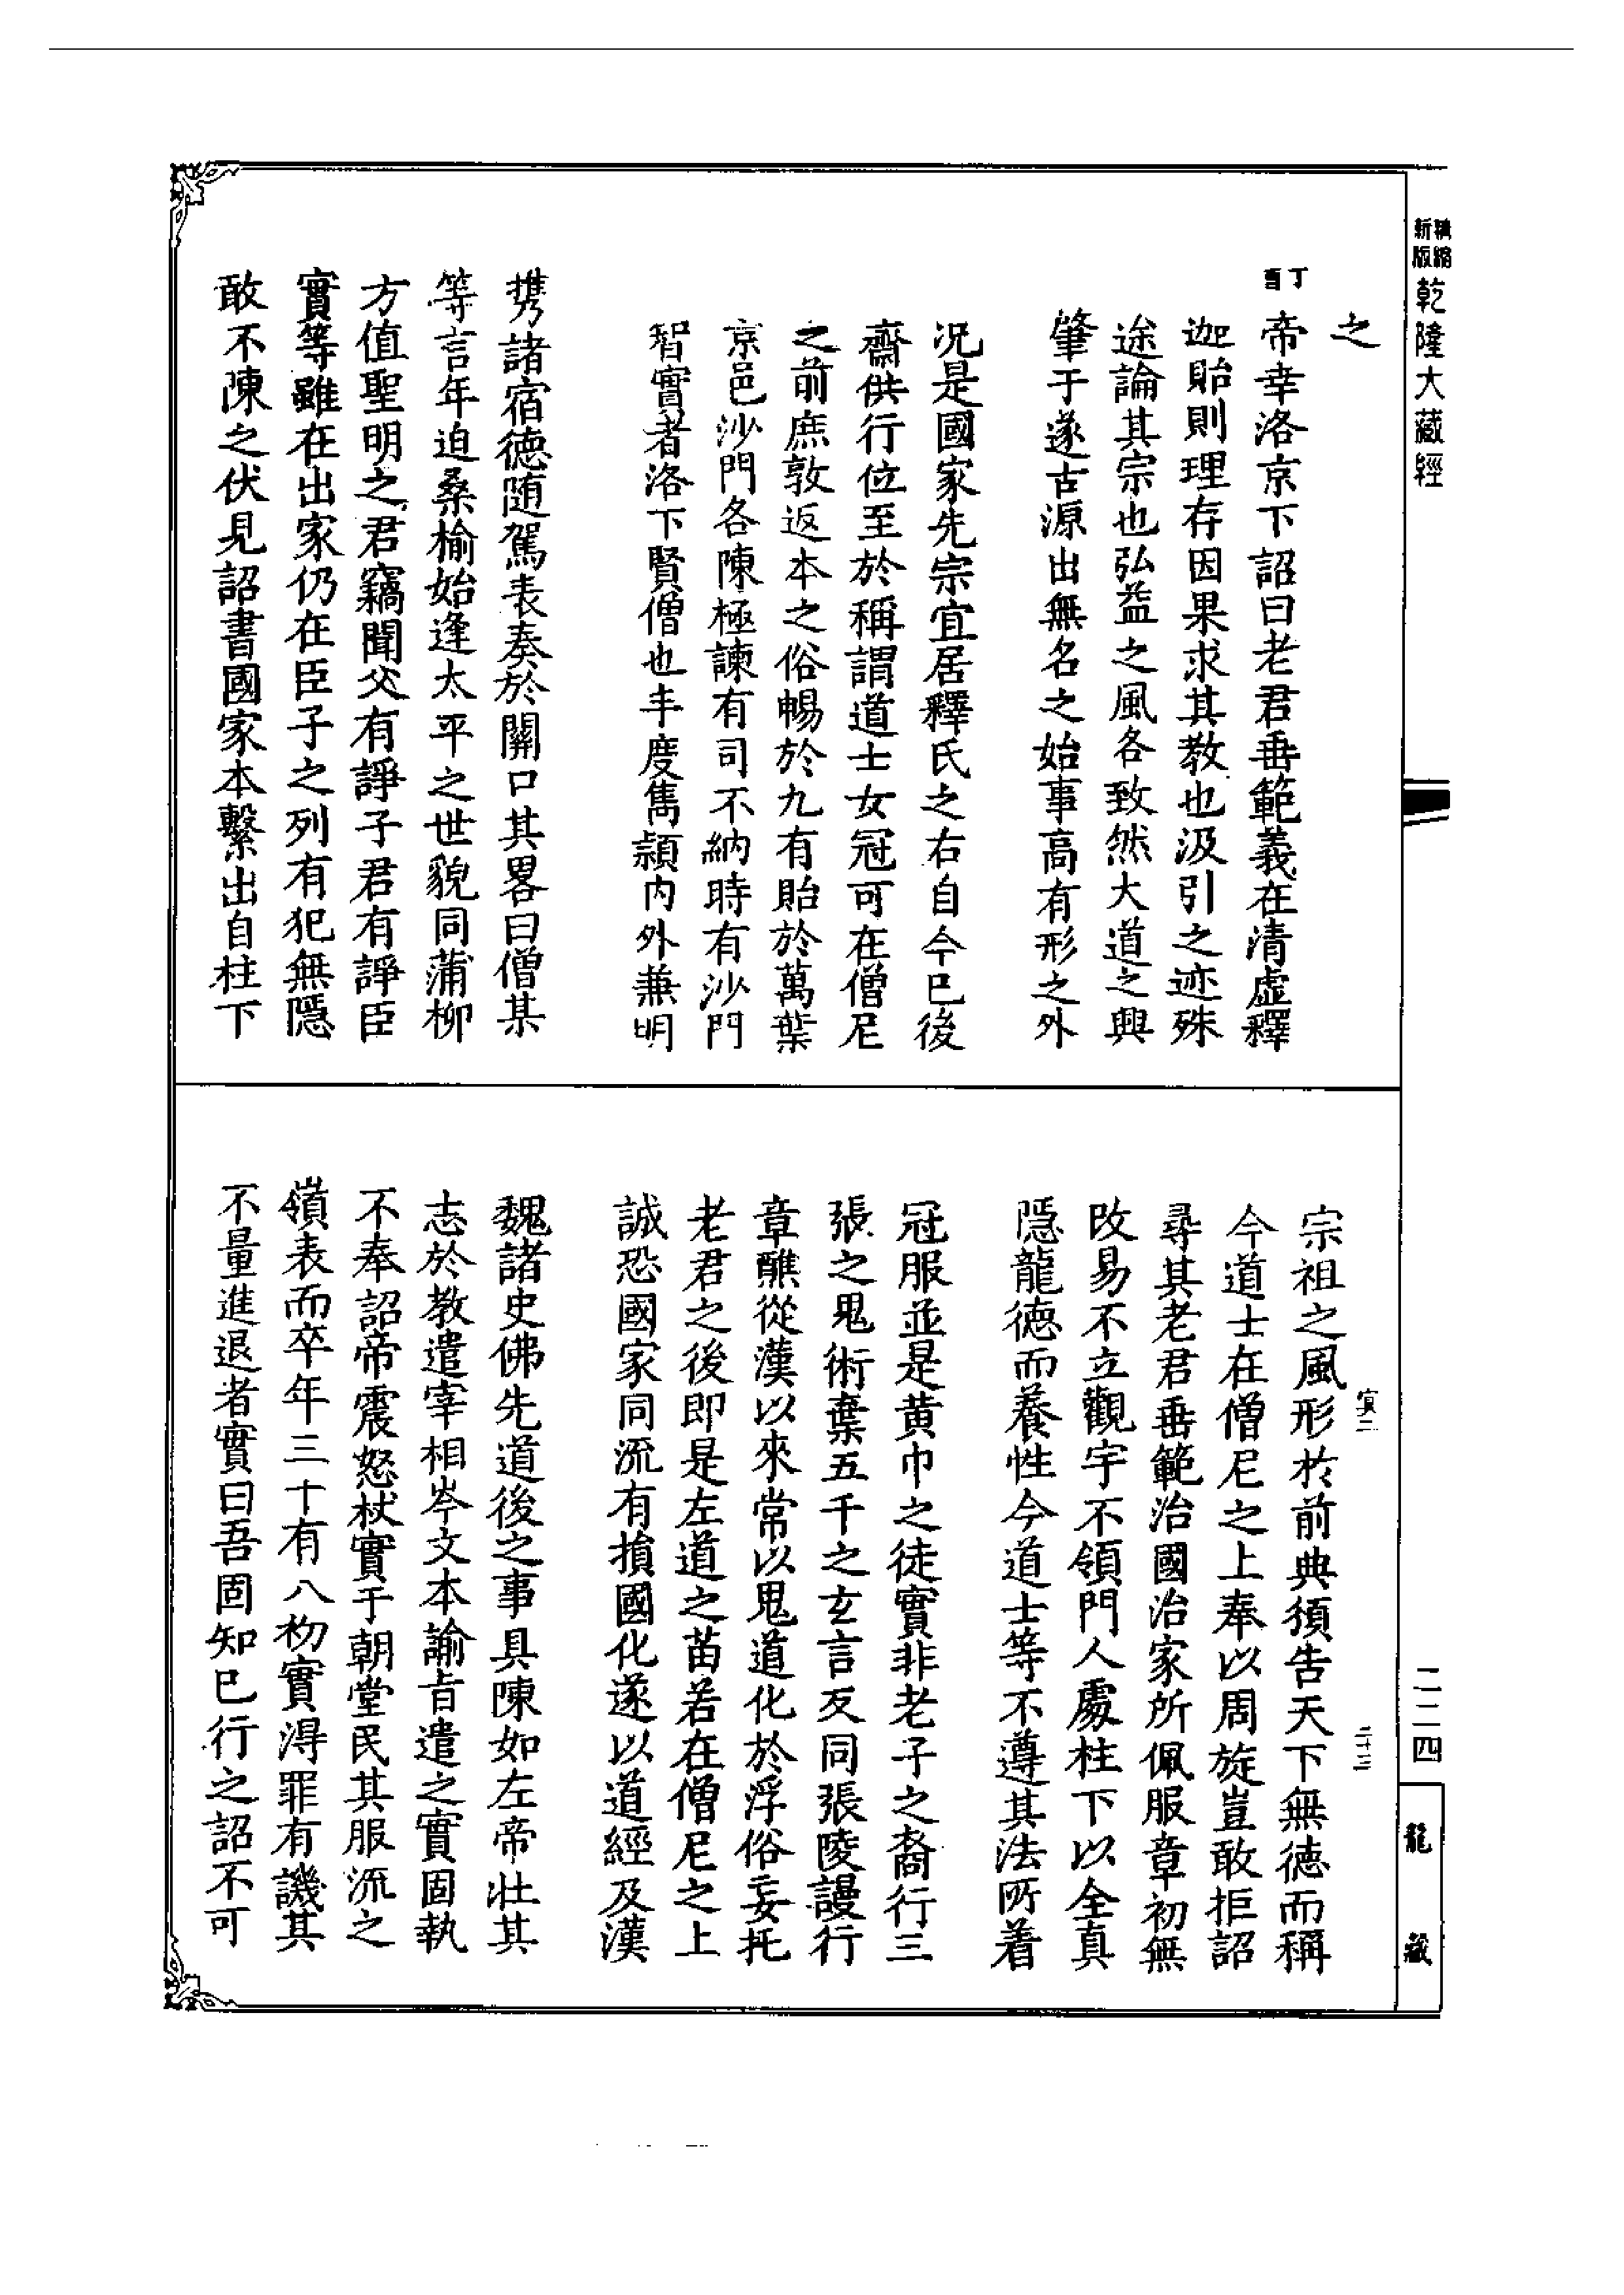 新版精縮
乾隆大藏經
之
丁酉
帝幸洛京下詔曰老君垂範義在清虛釋
迦貽則理存因果求其教也汲引之迹殊
途論其宗也弘益之風各致然大道之興
肇于遂古源出無名之始事高有形之外
况是國家先宗宜居釋氏之右自今已後
齋供行位至於稱謂道士女冠可在僧尼
之前庶敦返本之俗暢於九有貽於萬葉
京邑沙門各陳極諫有司不納時有沙門
智實者洛下賢僧也丰度雋穎内外兼明
携諸宿德随駕表奏於關口其畧曰僧某
等言年迫桑榆始逢太平之世貌同蒲柳
方值聖明之君竊聞父有諍子君有諍臣
實等雖在出家仍在臣子之列有犯無隱
敢不陳之伏見詔書國家本繫出自柱下
宗祖之風形於前典須告天下無德而稱
今道士在僧尼之上奉以周旋豈敢拒詔
尋其老君垂範治國治家所佩服章初無
改易不立觀宇不領門人處柱下以全真
隱龍德而養性今道士等不遵其法所着
冠服並是黄巾之徒實非老子之裔行三
張之鬼術棄五千之玄言反同張陵謾行
章醮從漢以來常以鬼道化於浮俗妄托
老君之後即是左道之苗若在僧尼之上
誠恐國家同流有損國化遂以道經及漢
魏諸史佛先道後之事具陳如左帝壮其
志於教遣宰相岑文本諭旨遣之實固執
不奉詔帝震怒杖實于朝堂民其服流之
嶺表而卒年三十有八初實得罪有譏其
不量進退者實曰吾固知已行之詔不可
寘二
二十三
二二四
龍藏